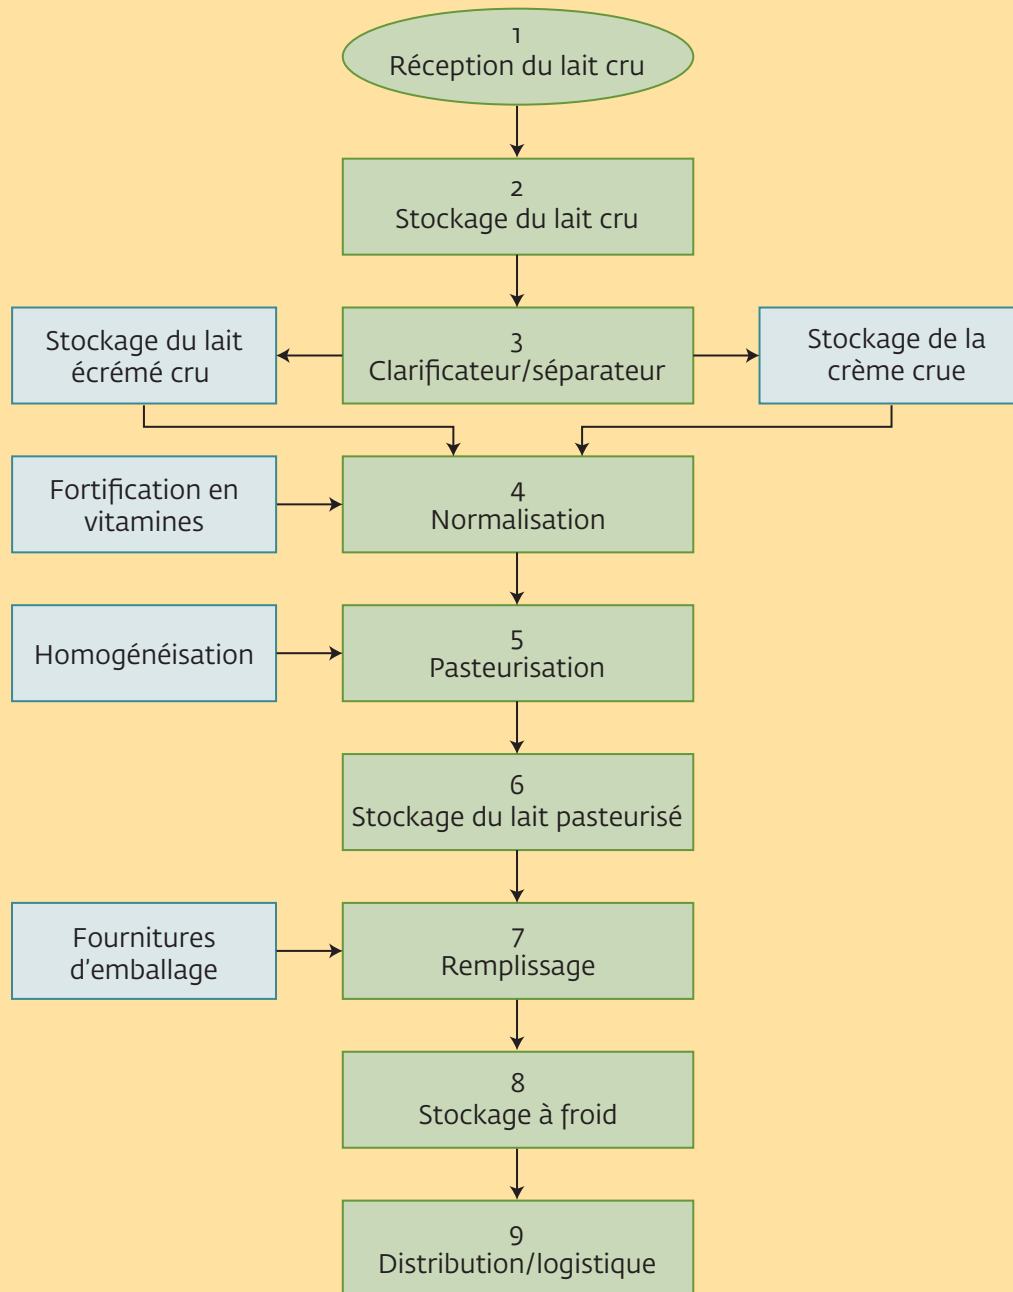 1
Réception du lait cru
2
Stockage du lait cru
Stockage du lait
écrémé cru
3
Clarificateur/séparateur
Stockage de la
crème crue
Fortification en
vitamines
4
Normalisation
Homogénéisation
5
Pasteurisation
6
Stockage du lait pasteurisé
Fournitures
d'emballage
7
Remplissage
8
Stockage à froid
9
Distribution/logistique